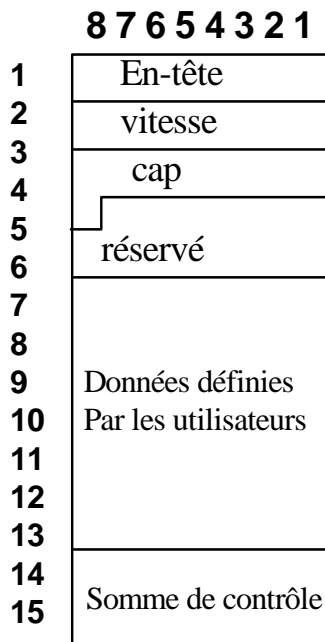 8 7 6 5 4 3 2 1
1 En-tête
2 vitesse
3
4 cap
5
6 réservé
7
8
9 Données définies
10 Par les utilisateurs
11
12
13
14
15 Somme de contrôle